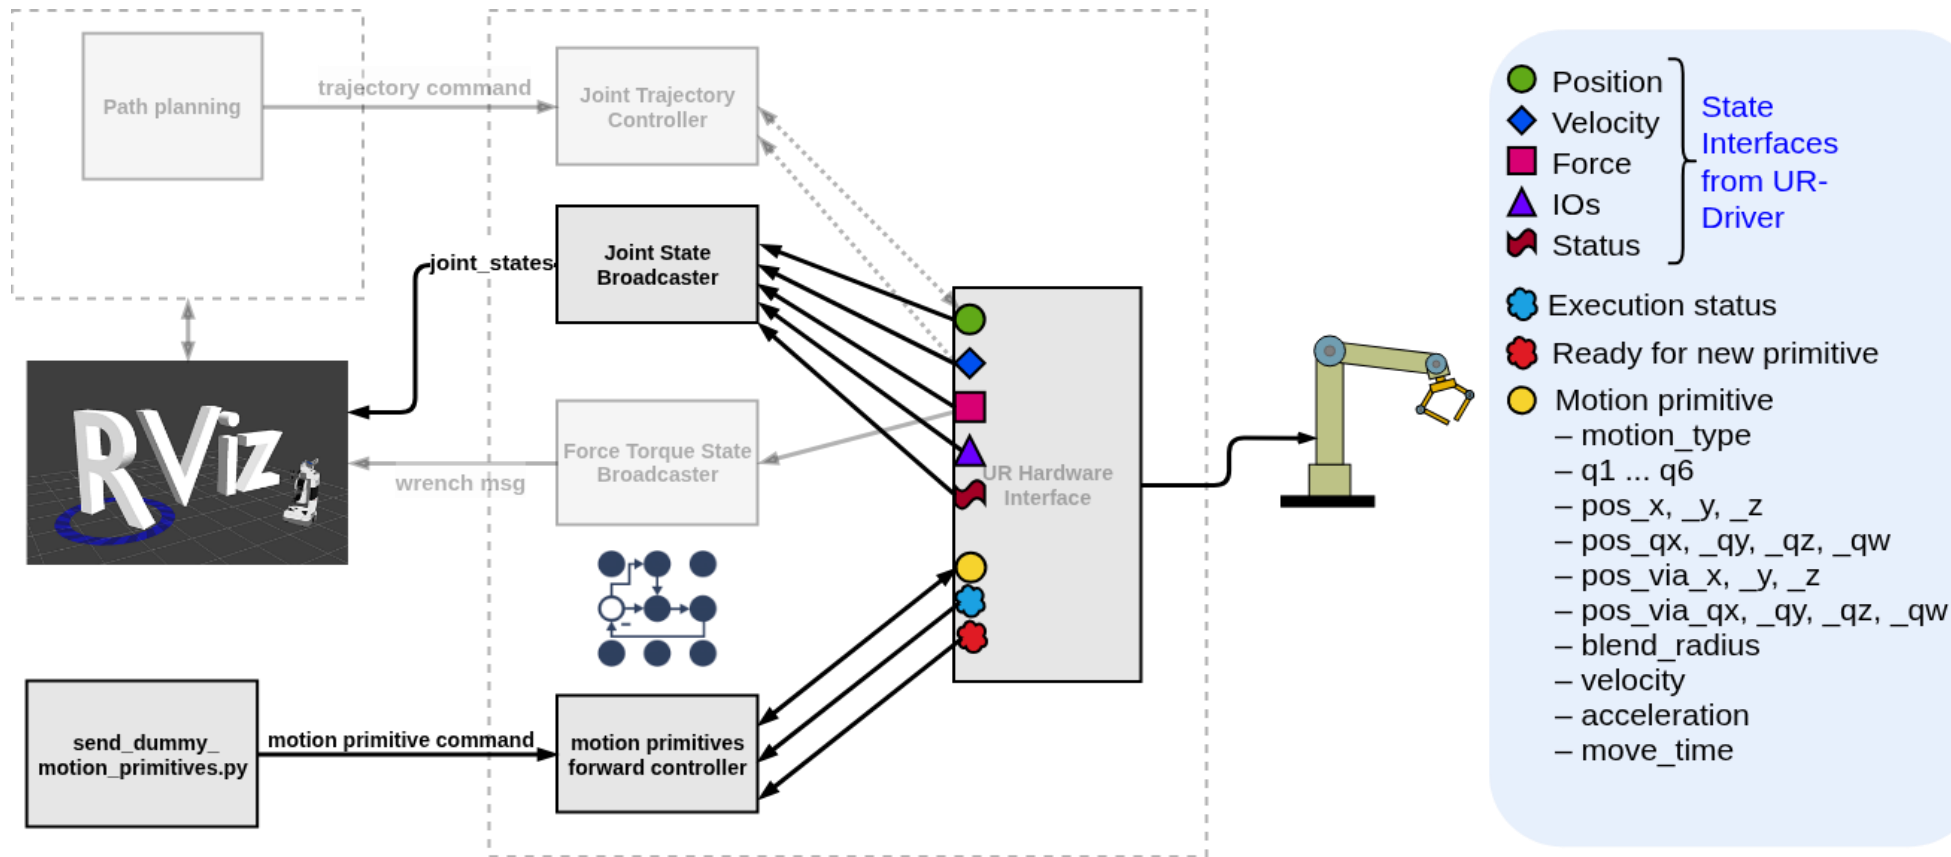 Path planning
trajectory command
Joint Trajectory
Controller
joint_states
Joint State
Broadcaster
RViz
wrench msg
Force Torque State
Broadcaster
UR Hardware
Interface
send_dummy_
motion_primitives.py
motion primitive command
motion primitives
forward controller
Position
Velocity
Force
IOs
Status
State
Interfaces
from UR-
Driver
Execution status
Ready for new primitive
Motion primitive
– motion_type
– q1 ... q6
– pos_x, _y, _z
– pos_qx, _qy, _qz, _qw
– pos_via_x, _y, _z
– pos_via_qx, _qy, _qz, _qw
– blend_radius
– velocity
– acceleration
– move_time